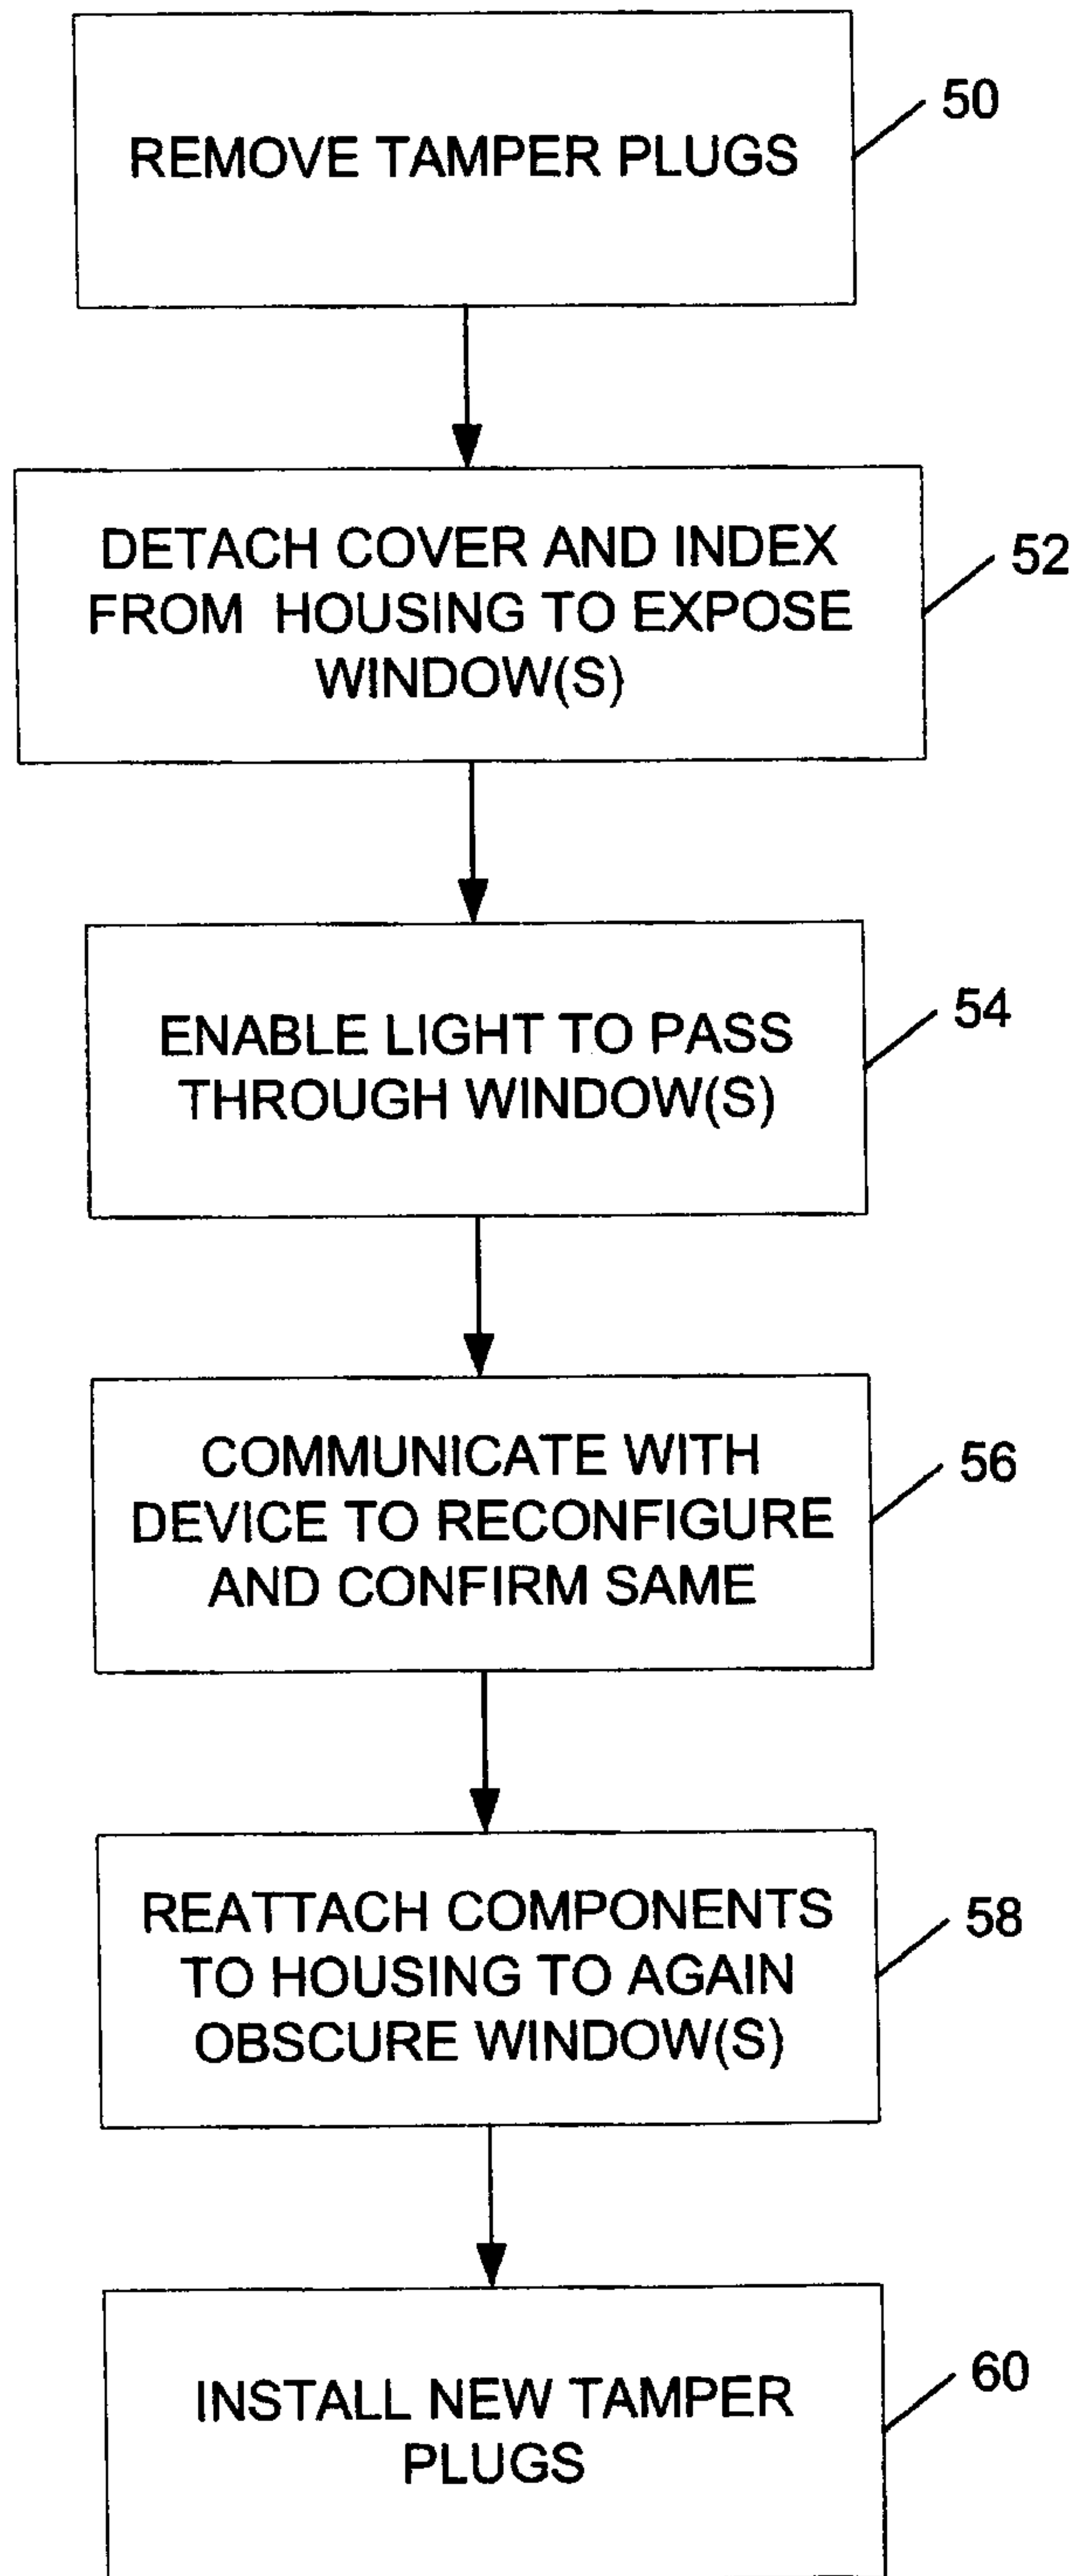 REMOVE TAMPER PLUGS
50
DETACH COVER AND INDEX
FROM HOUSING TO EXPOSE
WINDOW(S)
52
ENABLE LIGHT TO PASS
THROUGH WINDOW(S)
54
COMMUNICATE WITH
DEVICE TO RECONFIGURE
AND CONFIRM SAME
56
REATTACH COMPONENTS
TO HOUSING TO AGAIN
OBSCURE WINDOW(S)
58
INSTALL NEW TAMPER
PLUGS
60